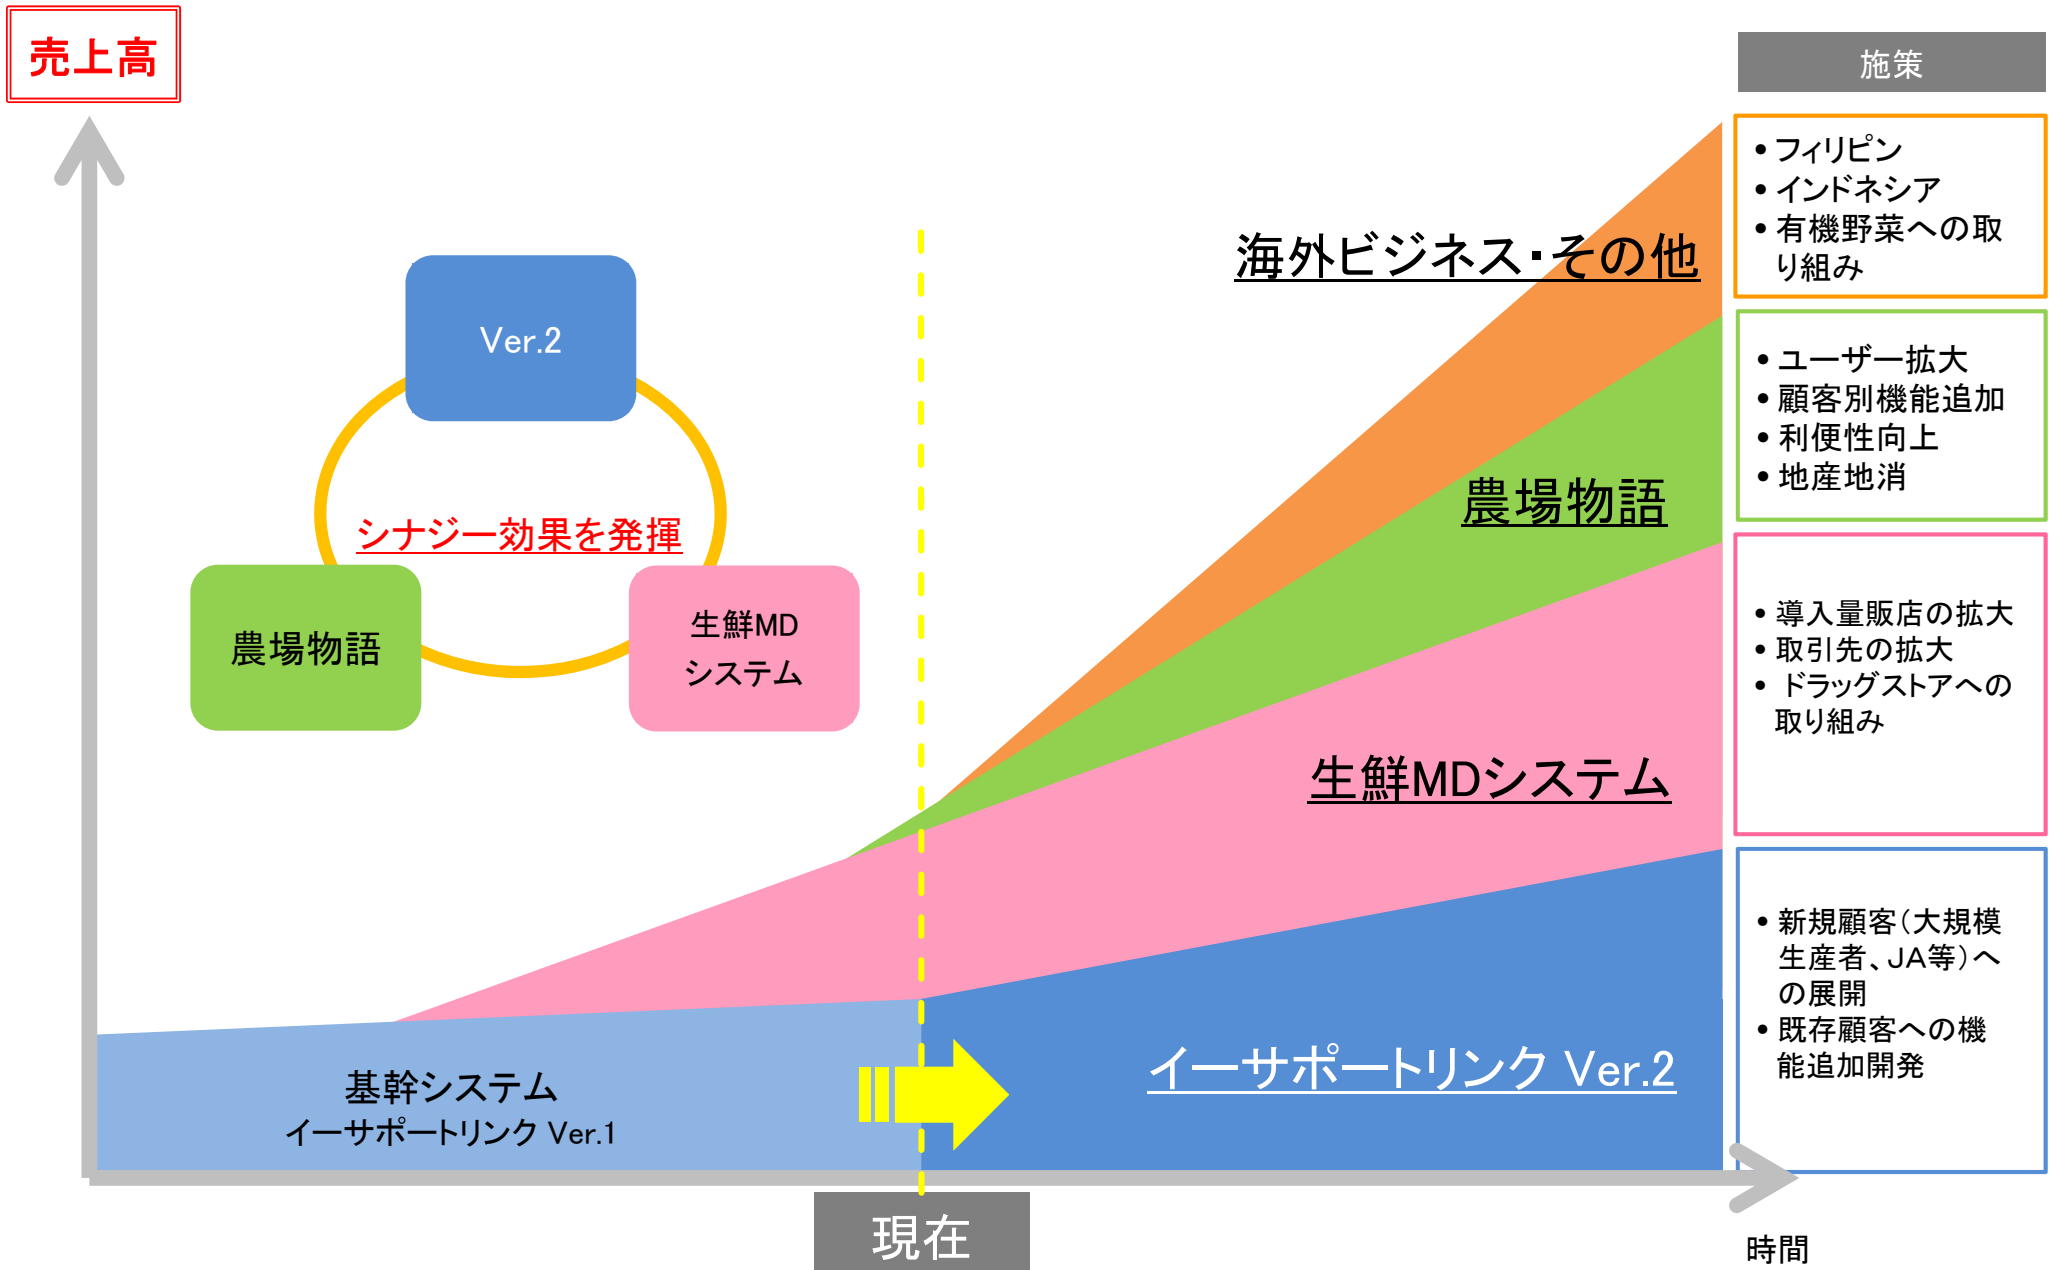 売上高
施策
・フィリピン
・インドネシア
・有機野菜への取
り組み
海外ビジネス・その他
Ver.2
・ユーザー拡大
・顧客別機能追加
・利便性向上
・地産地消
農場物語
シナジー効果を発揮
農場物語
生鮮MD
システム
・導入量販店の拡大
・取引先の拡大
・ドラッグストアへの
取り組み
生鮮MDシステム
・新規顧客(大規模
生産者、JA等)へ
の展開
・既存顧客への機
能追加開発
基幹システム
イーサポートリンク Ver.1
イーサポートリンク Ver.2
現在
時間